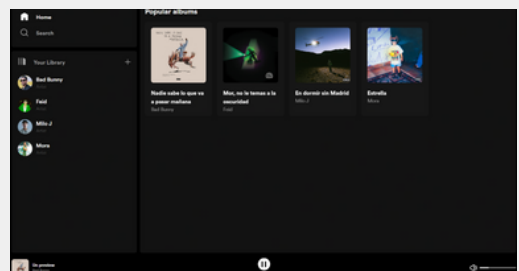 Home
Search
Your Library
Bad Bunny
Feid
Milo J
Mora
Popular albums
Nadie sabe lo que va
a pasar mañana
Bad Bunny
Mor, no le temas a la
oscuridad
Feid
En dormir sin Madrid
Milo J
Estrella
Mora